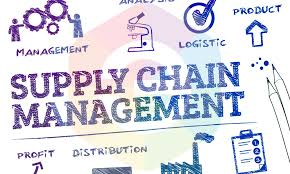 ANALYSIS
MANAGEMENT
LOGISTIC
PRODUCT
SUPPLY CHAIN
MANAGEMENT
PROFIT
DISTRIBUTION